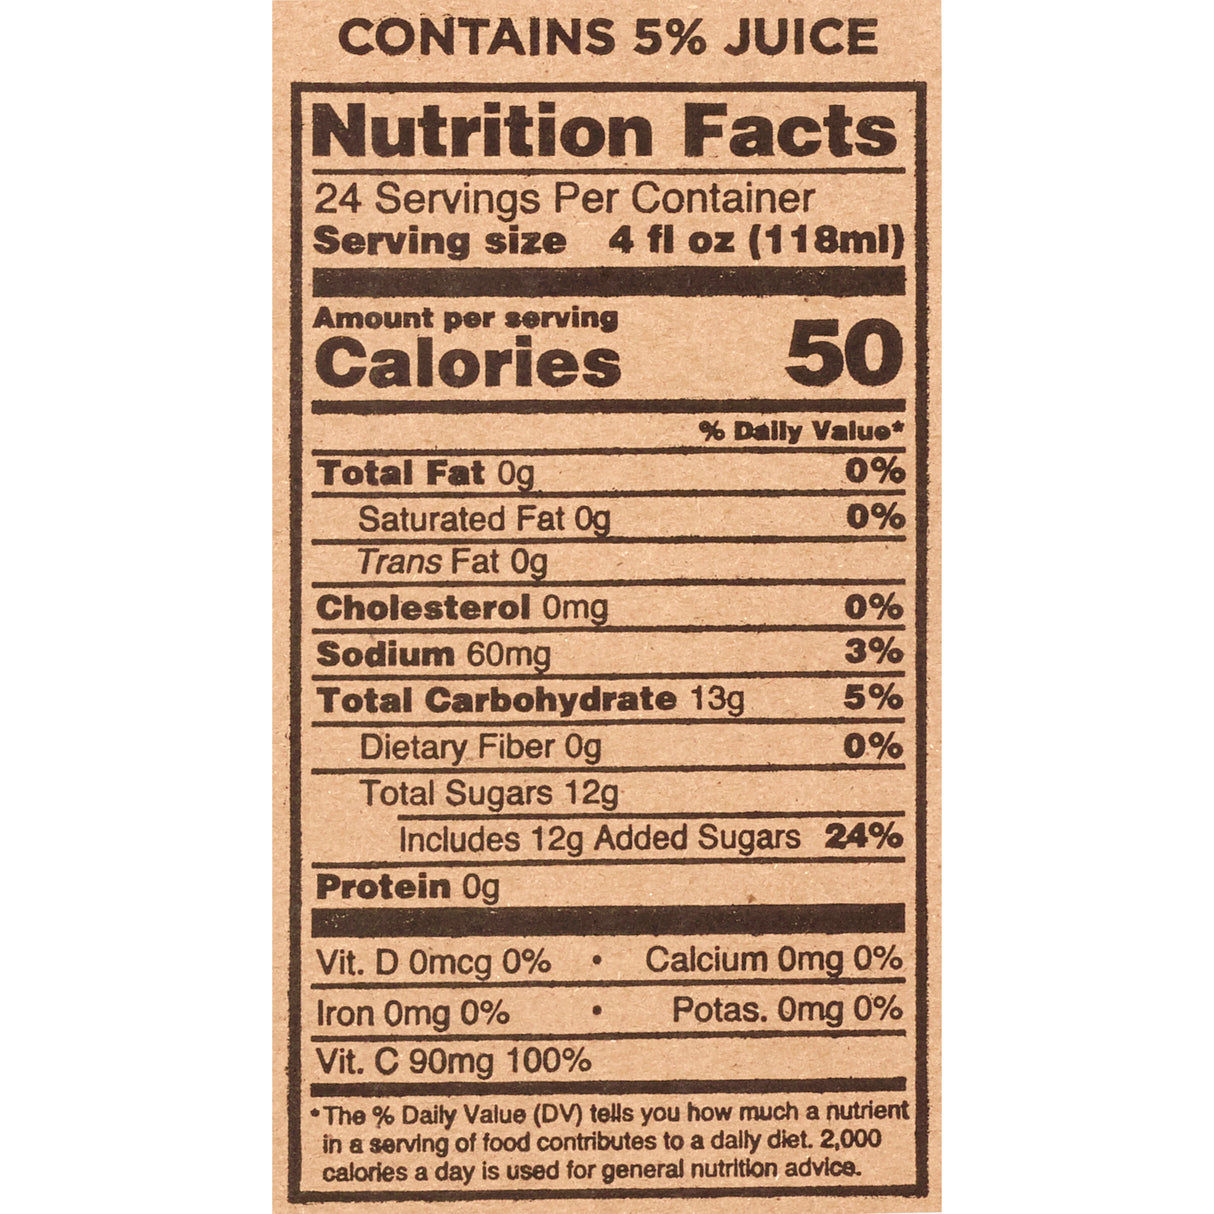 CONTAINS 5% JUICE
Nutrition Facts
24 Servings Per Container
Serving size 4 fl oz (118ml)
Amount per serving
Calories 50
% Daily Value*
Total Fat 0g 0%
Saturated Fat 0g 0%
Trans Fat 0g
Cholesterol 0mg 0%
Sodium 60mg 3%
Total Carbohydrate 13g 5%
Dietary Fiber 0g 0%
Total Sugars 12g
Includes 12g Added Sugars 24%
Protein 0g
Vit. D 0mcg 0% • Calcium 0mg 0%
Iron 0mg 0% • Potas. 0mg 0%
Vit. C 90mg 100%
*The % Daily Value (DV) tells you how much a nutrient
in a serving of food contributes to a daily diet. 2,000
calories a day is used for general nutrition advice.